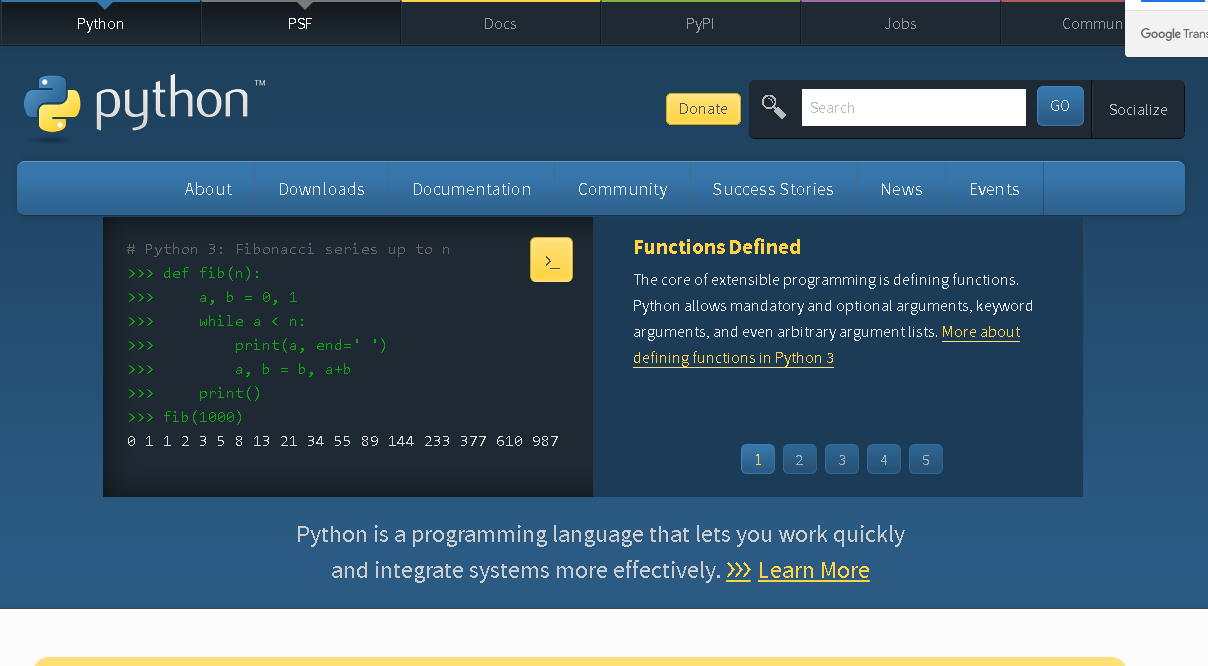 Python
PSF
Docs
PyPI
Jobs
Google
python™
Donate
Search
GO
Socialize
About
Downloads
Documentation
Community
Success Stories
News
Events
# Python 3: Fibonacci series up to n
>>> def fib(n):
>>>     a, b = 0, 1
>>>     while a < n:
>>>         print(a, end=' ')
>>>         a, b = b, a+b
>>>     print()
>>> fib(1000)
0 1 1 2 3 5 8 13 21 34 55 89 144 233 377 610 987
>_
Functions Defined
The core of extensible programming is defining functions.
Python allows mandatory and optional arguments, keyword
arguments, and even arbitrary argument lists. More about
defining functions in Python 3
1 2 3 4 5
Python is a programming language that lets you work quickly
and integrate systems more effectively. >>> Learn More